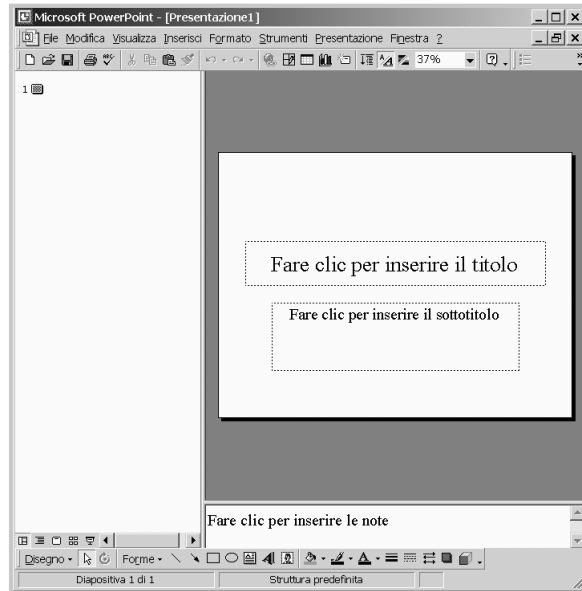 Microsoft PowerPoint - [Presentazione1]
File Modifica Visualizza Inserisci Formato Strumenti Presentazione Finestra ?
37%
1
Fare clic per inserire il titolo
Fare clic per inserire il sottotitolo
Fare clic per inserire le note
Disegno Forme
Diapositiva 1 di 1 Struttura predefinita